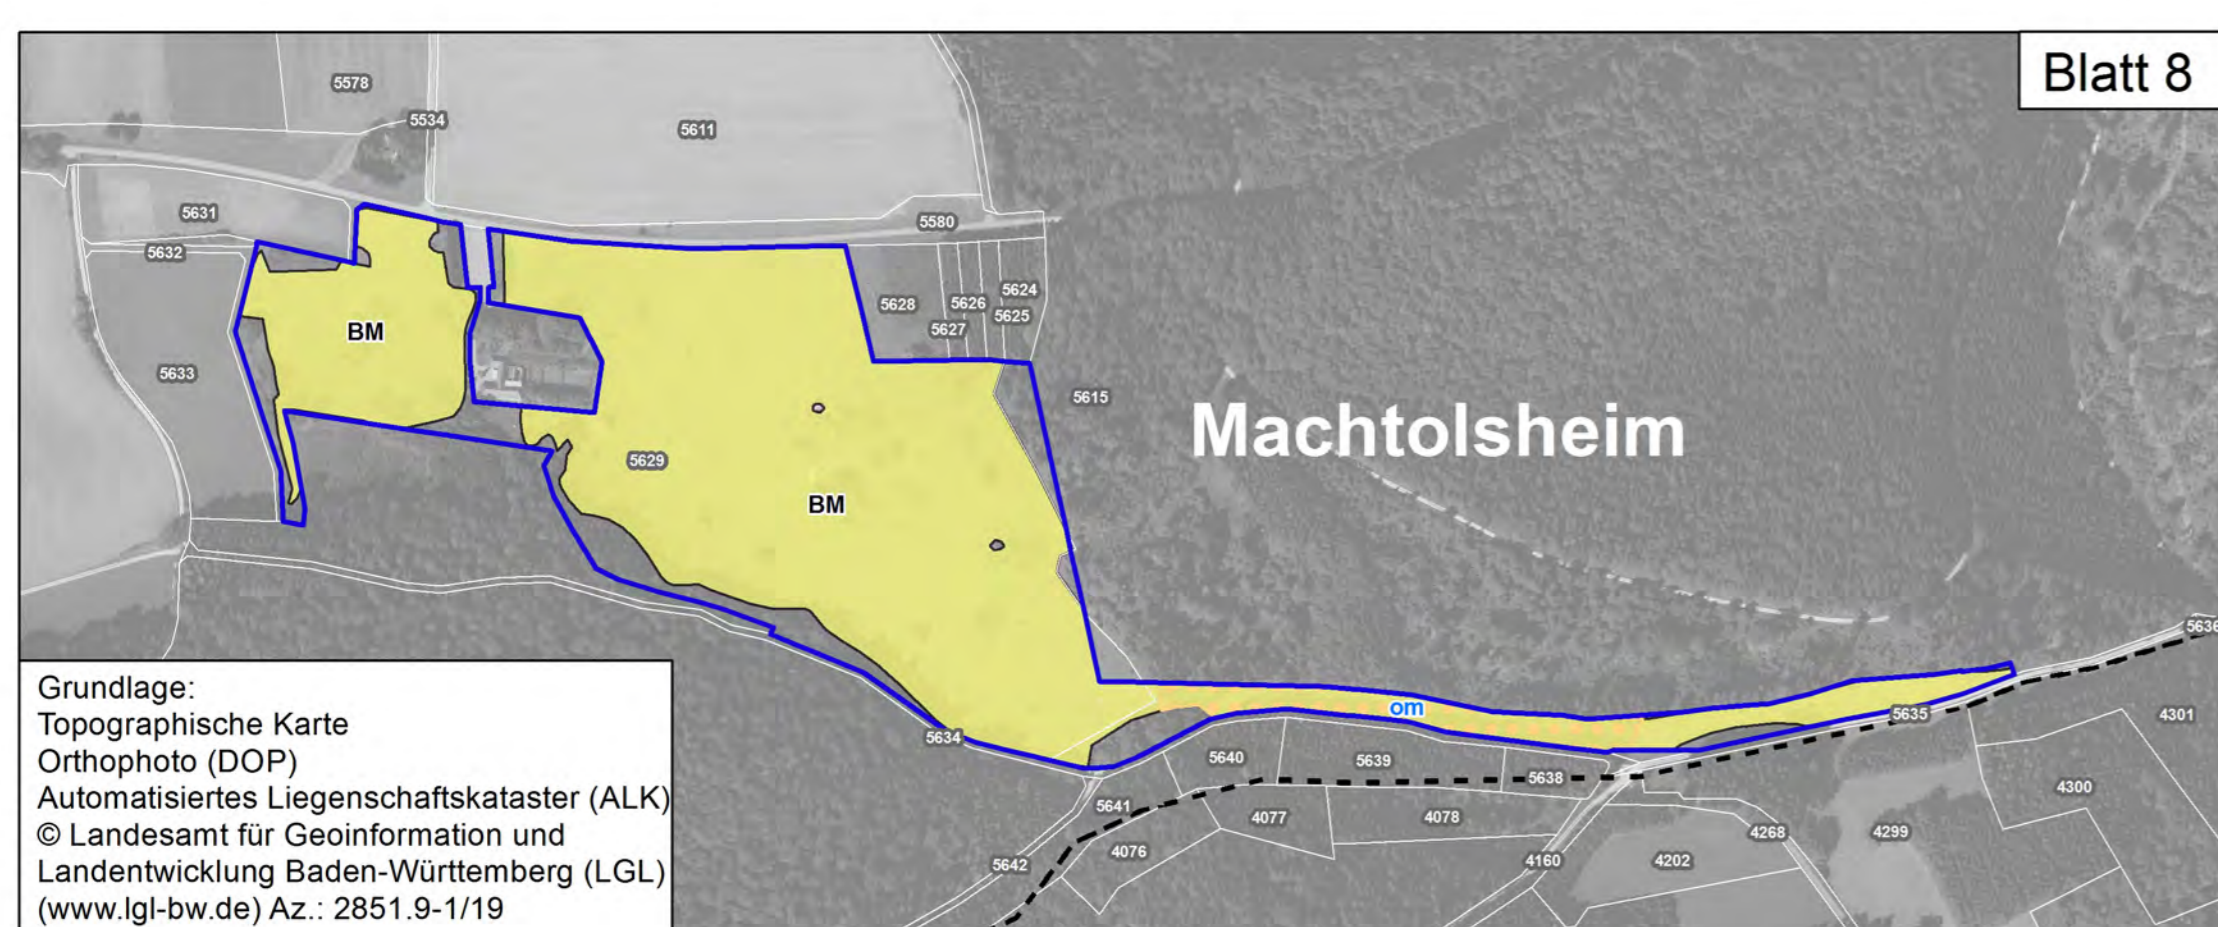 Blatt 8
5578
5534
5611
5631
5580
5632
5628
5626
5624
5625
5627
BM
5633
5615
Machtolsheim
5629
BM
5636
om
5635
4301
5634
5640
5639
5638
4300
5641
4077
4078
4268
4299
4076
5642
4160
4202
Grundlage:
Topographische Karte
Orthophoto (DOP)
Automatisiertes Liegenschaftskataster (ALK)
© Landesamt für Geoinformation und
Landentwicklung Baden-Württemberg (LGL)
(www.lgl-bw.de) Az.: 2851.9-1/19